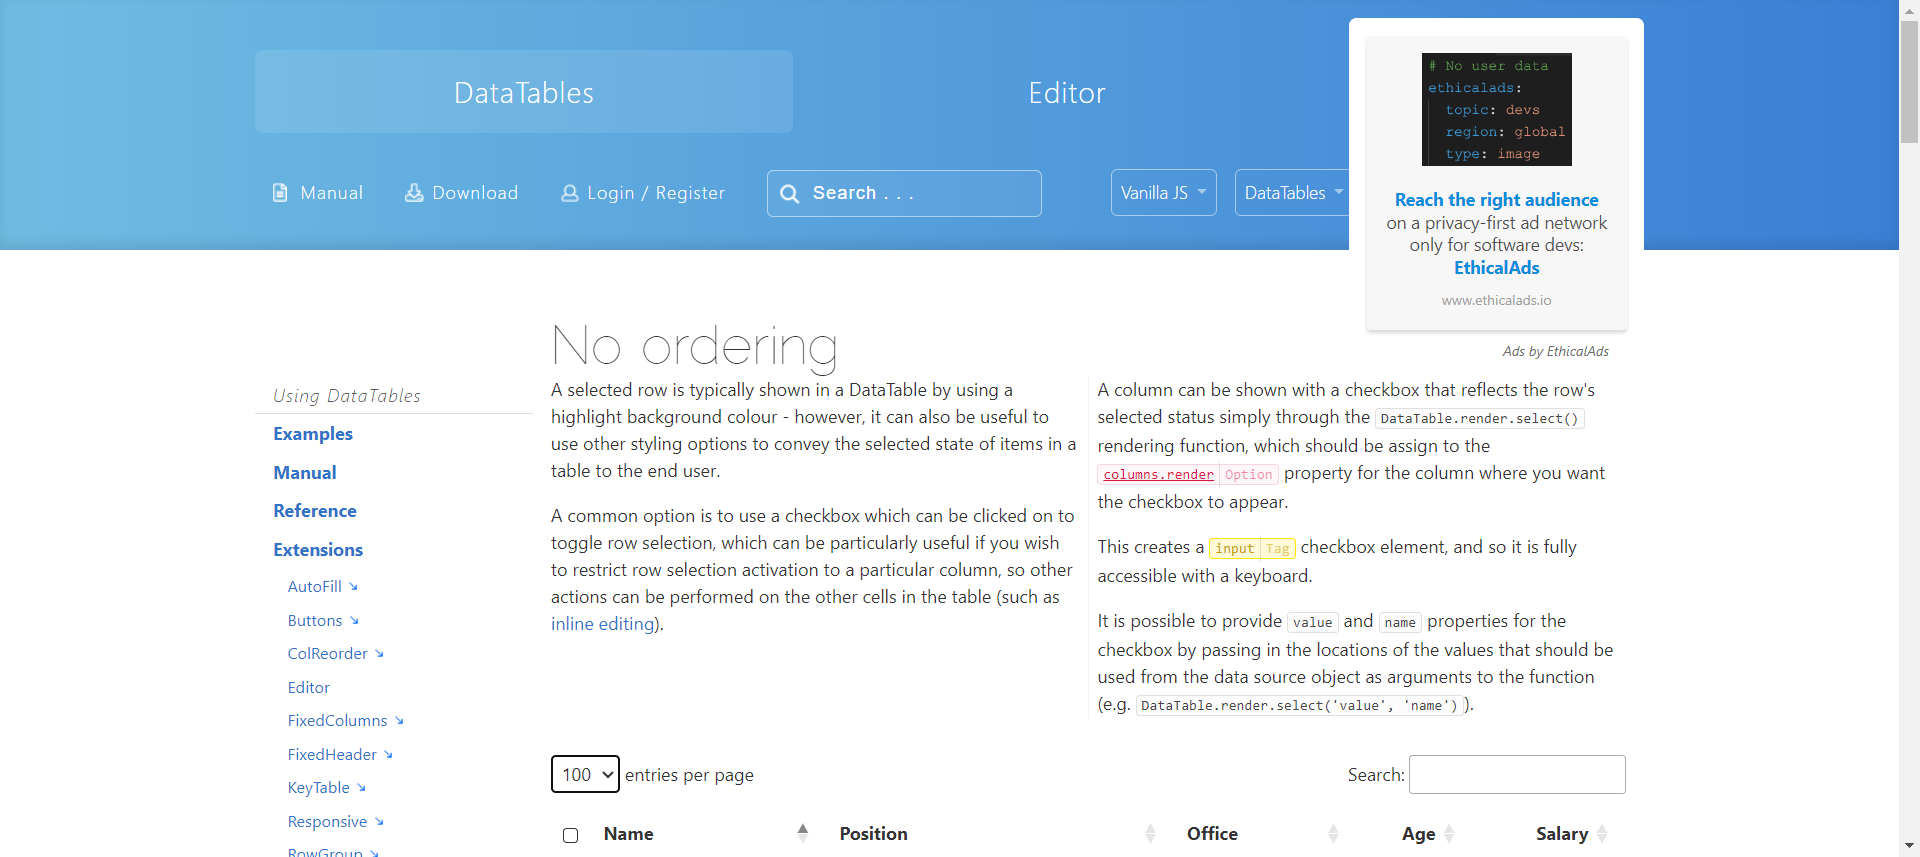 DataTables
Editor
Manual
Download
Login / Register
Search . . .
Vanilla JS
DataTables
# No user data
ethicalads:
topic: devs
region: global
type: image
Reach the right audience
on a privacy-first ad network
only for software devs:
EthicalAds
www.ethicalads.io
Ads by EthicalAds
Using DataTables
Examples
Manual
Reference
Extensions
AutoFill
Buttons
ColReorder
Editor
FixedColumns
FixedHeader
KeyTable
Responsive
RowGroup
No ordering
A selected row is typically shown in a DataTable by using a
highlight background colour - however, it can also be useful to
use other styling options to convey the selected state of items in a
table to the end user.
A common option is to use a checkbox which can be clicked on to
toggle row selection, which can be particularly useful if you wish
to restrict row selection activation to a particular column, so other
actions can be performed on the other cells in the table (such as
inline editing).
A column can be shown with a checkbox that reflects the row's
selected status simply through the DataTable.render.select()
rendering function, which should be assign to the
columns.render Option property for the column where you want
the checkbox to appear.
This creates a input Tag checkbox element, and so it is fully
accessible with a keyboard.
It is possible to provide value and name properties for the
checkbox by passing in the locations of the values that should be
used from the data source object as arguments to the function
(e.g. DataTable.render.select('value', 'name') ).
100 entries per page
Search:
Name Position Office Age Salary